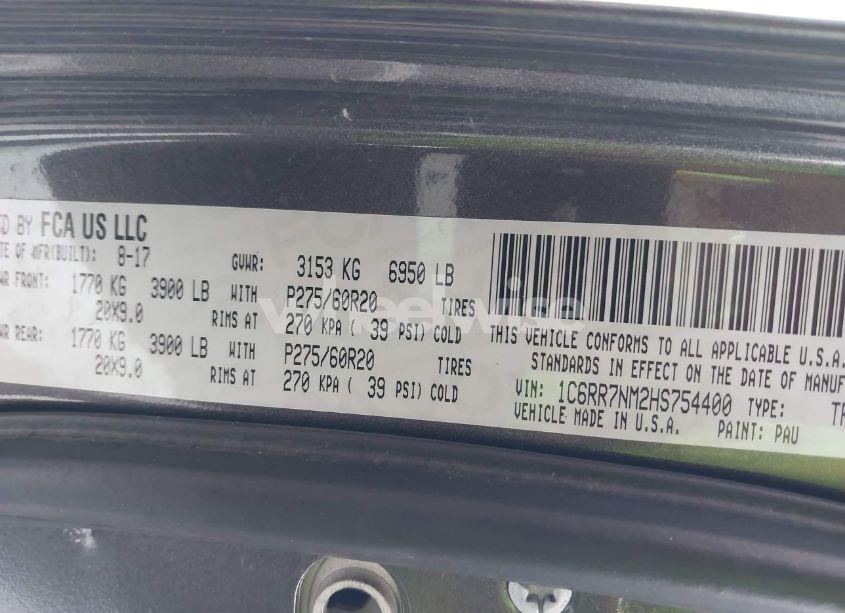 FCA US LLC
OF MFR(BUILT): 8-17 GVWR: 3153 KG 6950 LB
FRONT: 1770 KG 3900 LB WITH P275/60R20 TIRES
20X9.0 RIMS AT 270 KPA ( 39 PSI) COLD
REAR: 1770 KG 3900 LB WITH P275/60R20 TIRES
20X9.0 RIMS AT 270 KPA ( 39 PSI) COLD
THIS VEHICLE CONFORMS TO ALL APPLICABLE U.S.A.
STANDARDS IN EFFECT ON THE DATE OF MANUF
VIN: 1C6RR7NM2HS754400 TYPE: TR
VEHICLE MADE IN U.S.A. PAINT: PAU
wheelwise